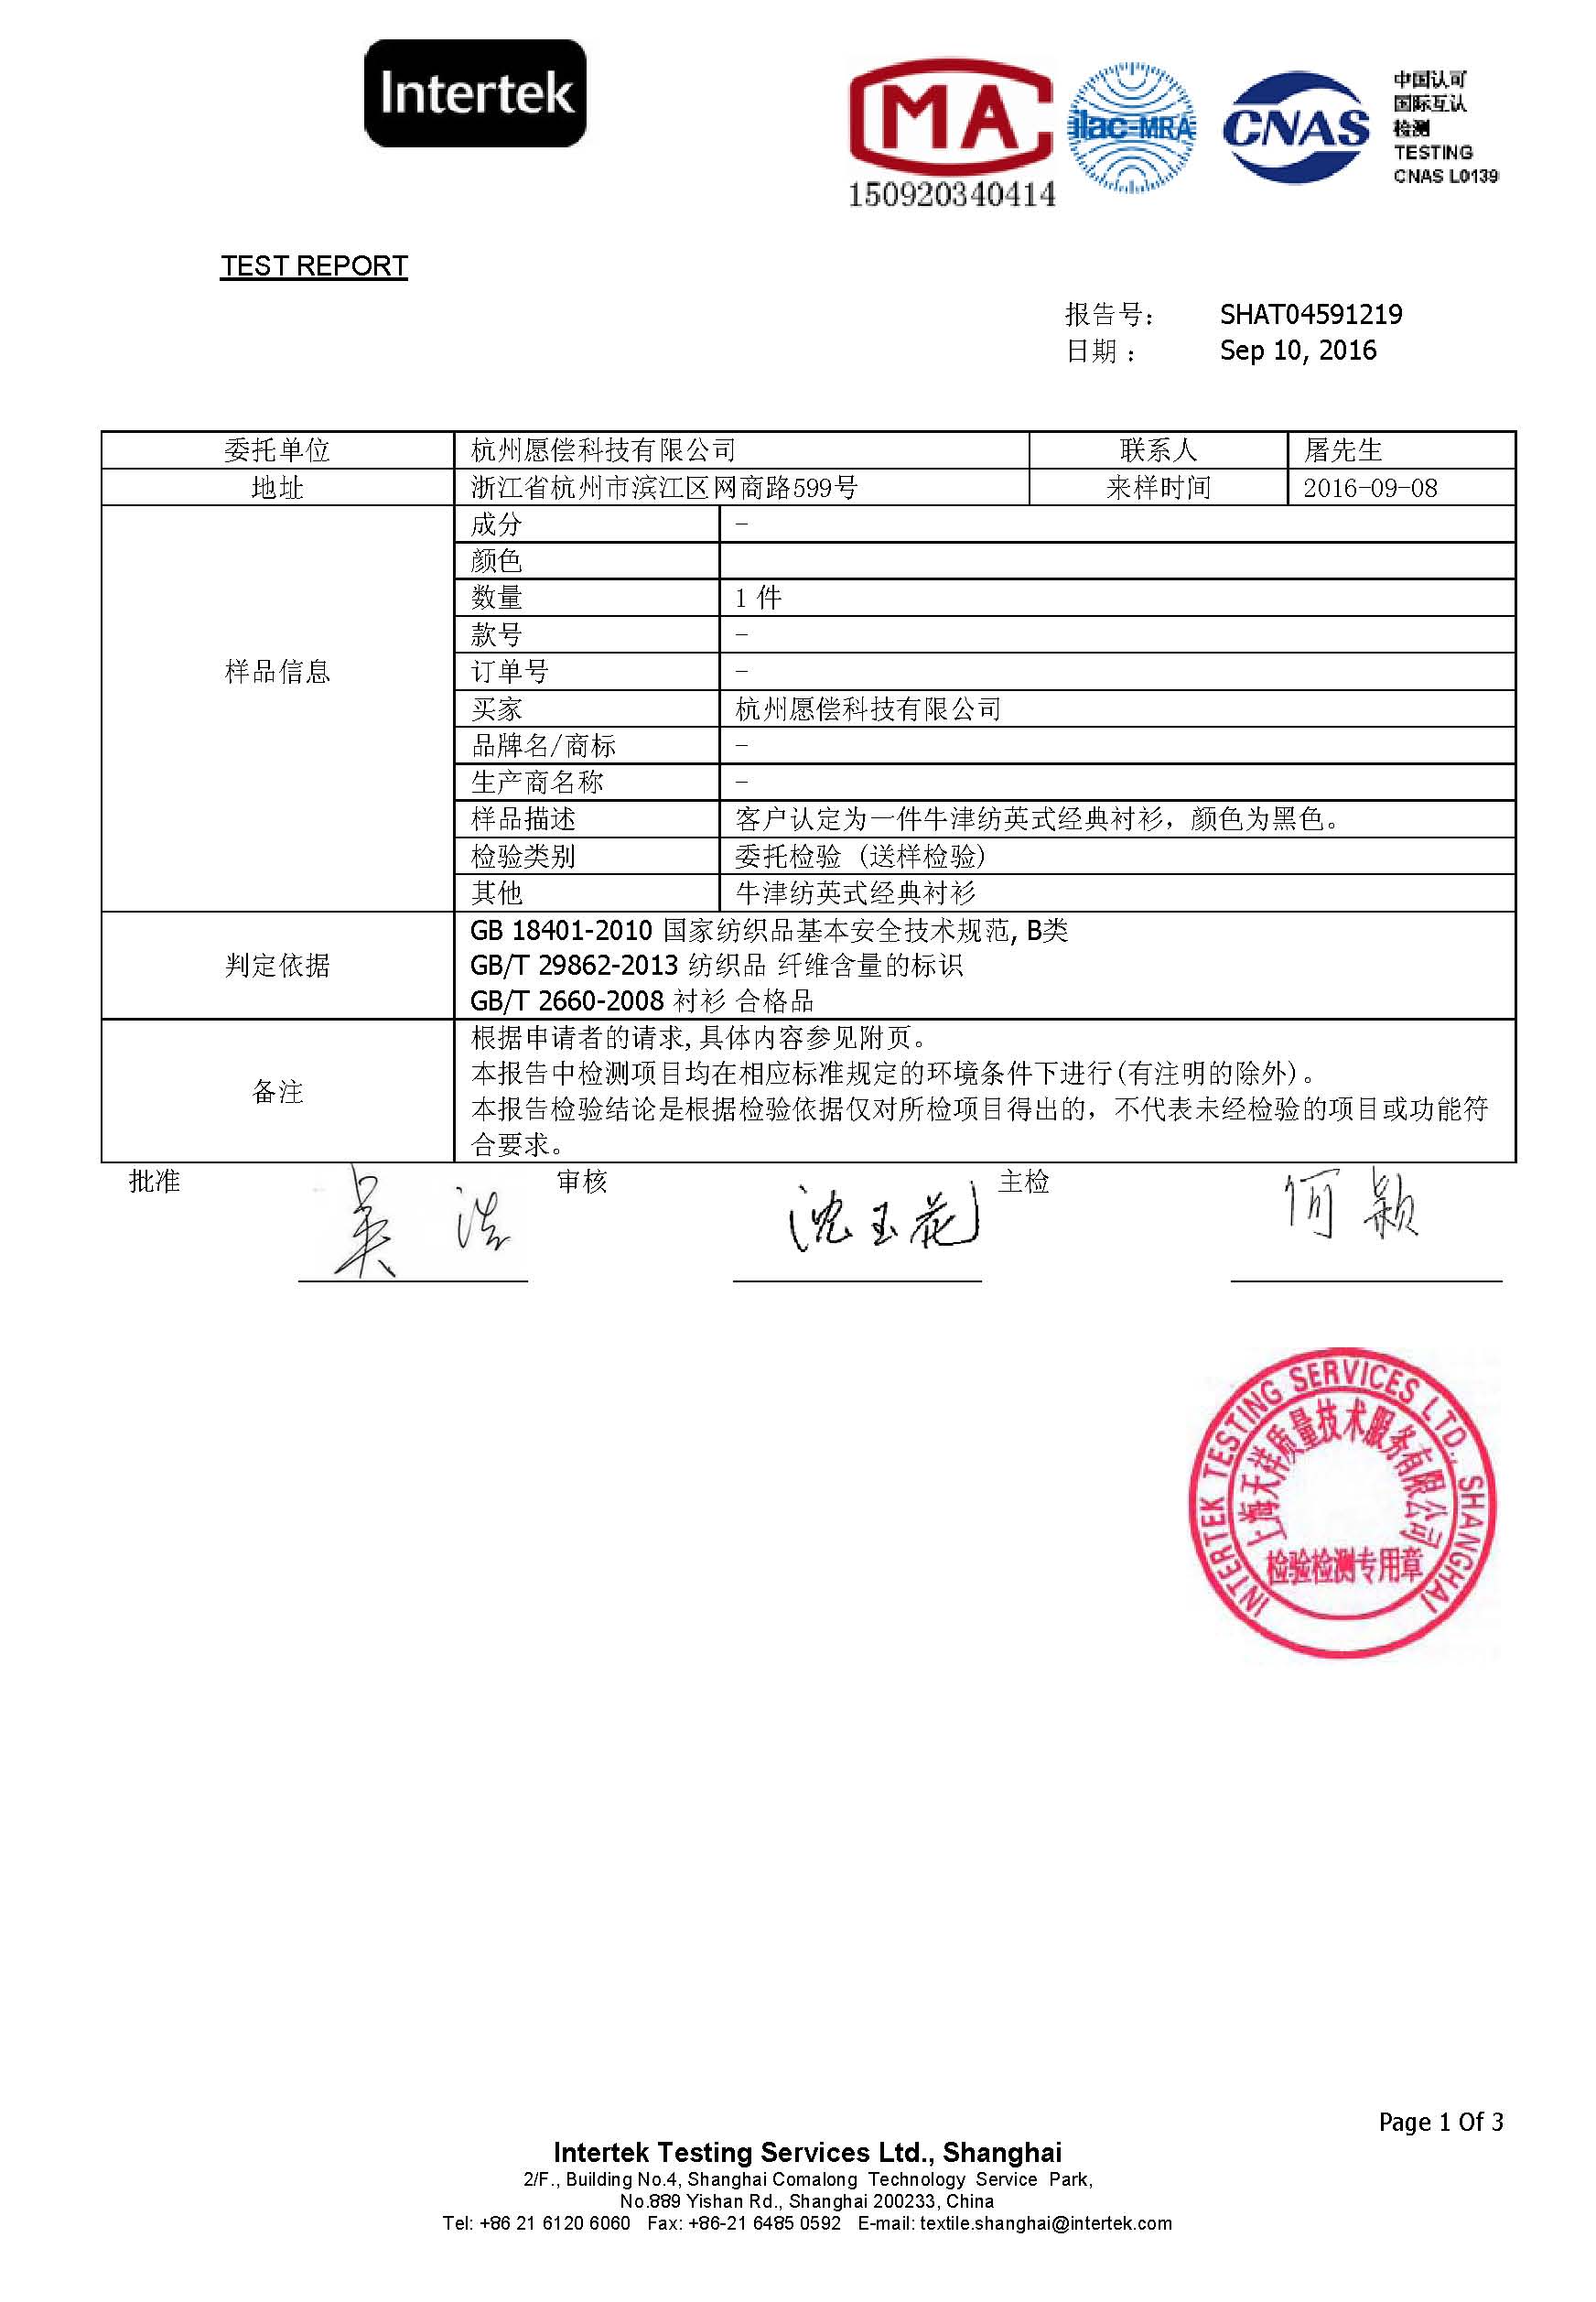 Intertek
MA
150920340414
ilac-MRA
CNAS
中国认可
国际互认
检测
TESTING
CNAS L0139
TEST REPORT
报告号： SHAT04591219
日期： Sep 10, 2016
委托单位 杭州愿偿科技有限公司 联系人 屠先生
地址 浙江省杭州市滨江区网商路599号 来样时间 2016-09-08
样品信息
成分 -
颜色
数量 1 件
款号 -
订单号 -
买家 杭州愿偿科技有限公司
品牌名/商标 -
生产商名称 -
样品描述 客户认定为一件牛津纺英式经典衬衫，颜色为黑色。
检验类别 委托检验 (送样检验)
其他 牛津纺英式经典衬衫
判定依据
GB 18401-2010 国家纺织品基本安全技术规范, B类
GB/T 29862-2013 纺织品 纤维含量的标识
GB/T 2660-2008 衬衫 合格品
备注
根据申请者的请求,具体内容参见附页。
本报告中检测项目均在相应标准规定的环境条件下进行(有注明的除外)。
本报告检验结论是根据检验依据仅对所检项目得出的，不代表未经检验的项目或功能符
合要求。
批准 吴浩 审核 沈玉花 主检 何颖
INTERTEK TESTING SERVICES LTD., SHANGHAI
上海天祥质量技术服务有限公司
检验检测专用章
Page 1 Of 3
Intertek Testing Services Ltd., Shanghai
2/F., Building No.4, Shanghai Comalong Technology Service Park,
No.889 Yishan Rd., Shanghai 200233, China
Tel: +86 21 6120 6060 Fax: +86-21 6485 0592 E-mail: textile.shanghai@intertek.com